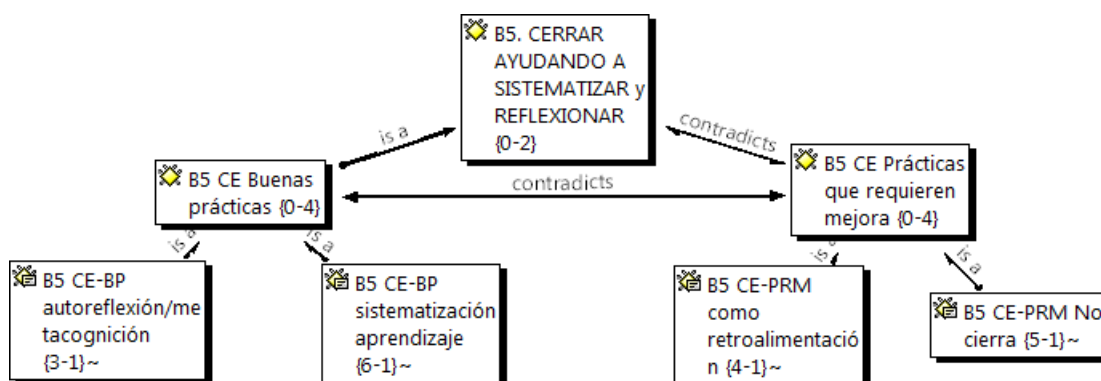 B5. CERRAR
AYUDANDO A
SISTEMATIZAR y
REFLEXIONAR
{0-2}
is a
contradicts
B5 CE Buenas
prácticas {0-4}
contradicts
B5 CE Prácticas
que requieren
mejora {0-4}
is a
is a
is a
is a
B5 CE-BP
autoreflexión/me
tacognición
{3-1}~
B5 CE-BP
sistematización
aprendizaje
{6-1}~
B5 CE-PRM
como
retroalimentació
n {4-1}~
B5 CE-PRM No
cierra {5-1}~